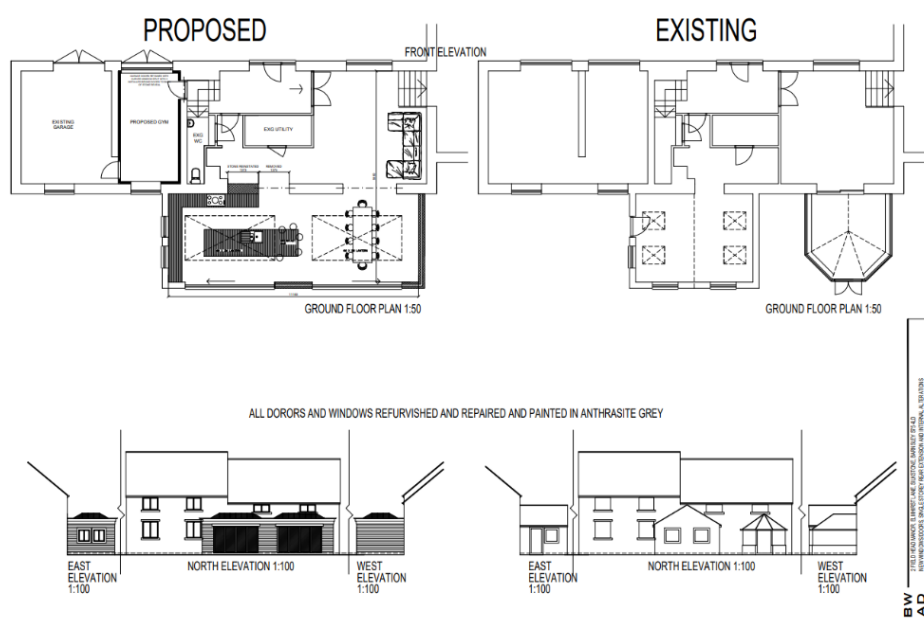 PROPOSED
EXISTING
FRONT ELEVATION
EXISTING
GARAGE
PROPOSED GYM
EXG
WC
EXG UTILITY
GROUND FLOOR PLAN 1:50
GROUND FLOOR PLAN 1:50
ALL DORORS AND WINDOWS REFURVISHED AND REPAIRED AND PAINTED IN ANTHRASITE GREY
EAST
ELEVATION
1:100
NORTH ELEVATION 1:100
WEST
ELEVATION
1:100
EAST
ELEVATION
1:100
NORTH ELEVATION 1:100
WEST
ELEVATION
1:100
BW
AD